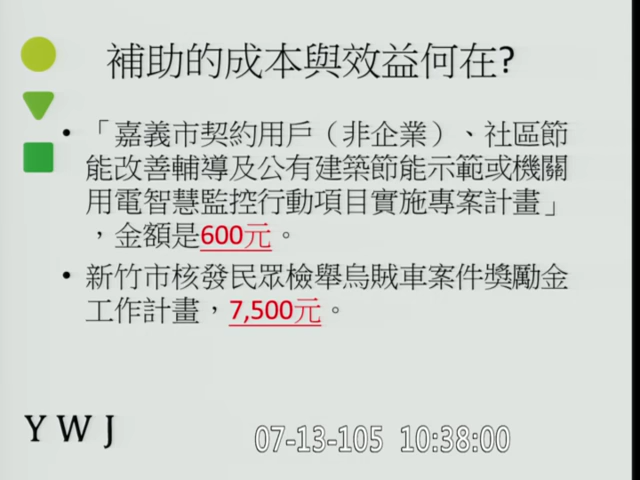 補助的成本與效益何在?
• 「嘉義市契約用戶（非企業）、社區節
能改善輔導及公有建築節能示範或機關
用電智慧監控行動項目實施專案計畫」
，金額是600元。
• 新竹市核發民眾檢舉烏賊車案件獎勵金
工作計畫，7,500元。
Y W J
07-13-105 10:38:00